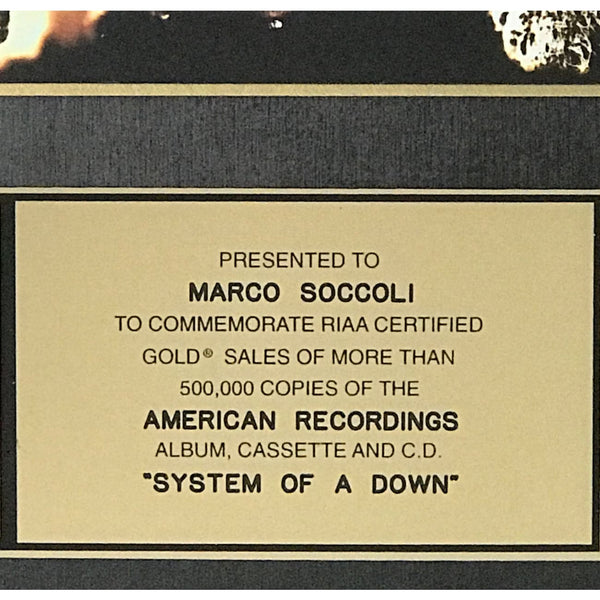 PRESENTED TO
MARCO SOCCOLI
TO COMMEMORATE RIAA CERTIFIED
GOLD® SALES OF MORE THAN
500,000 COPIES OF THE
AMERICAN RECORDINGS
ALBUM, CASSETTE AND C.D.
"SYSTEM OF A DOWN"